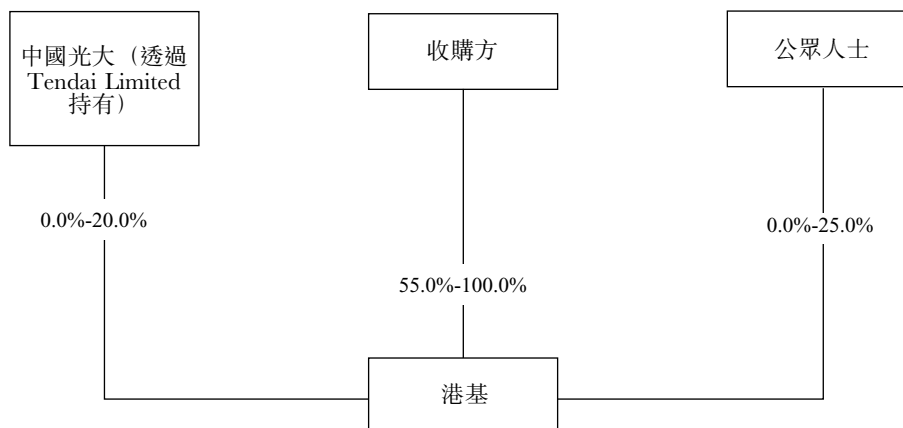 中國光大（透過
Tendai Limited
持有）
收購方
公眾人士
0.0%-20.0%
0.0%-25.0%
55.0%-100.0%
港基